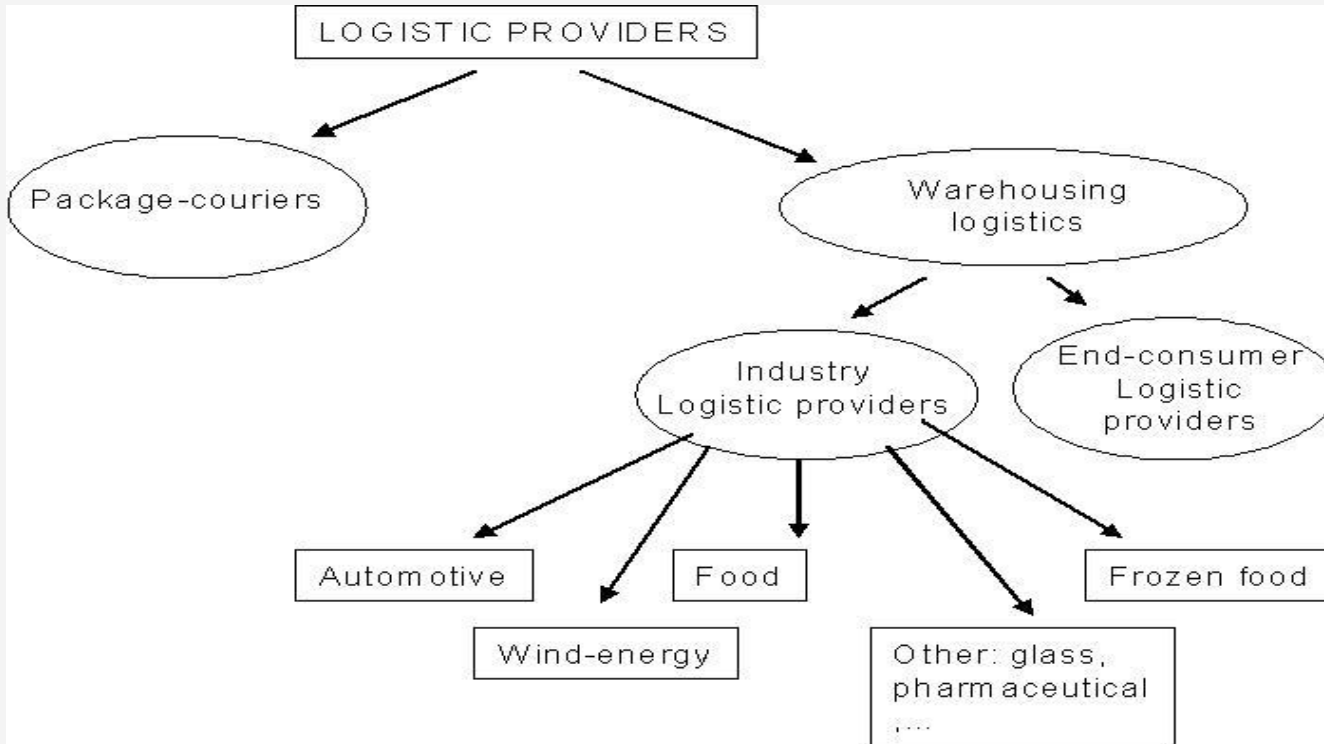 LOGISTIC PROVIDERS
Package-couriers
Warehousing
logistics
Industry
Logistic providers
End-consumer
Logistic
providers
Automotive
Food
Frozen food
Wind-energy
Other: glass,
pharmaceutical
,...